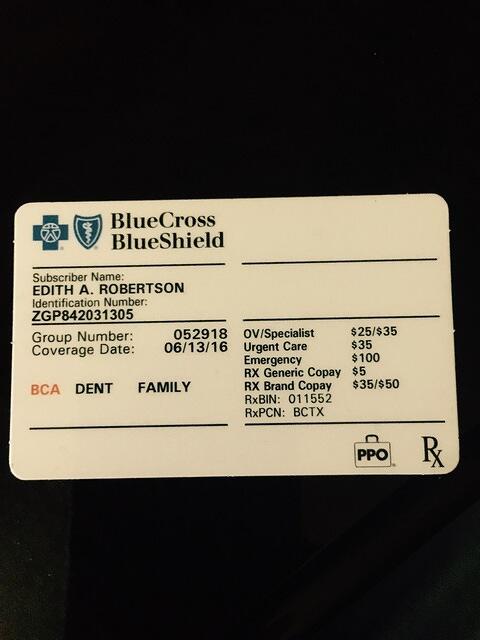 BlueCross
BlueShield
Subscriber Name:
EDITH A. ROBERTSON
Identification Number:
ZGP842031305
Group Number: 052918
Coverage Date: 06/13/16
BCA DENT FAMILY
OV/Specialist $25/$35
Urgent Care $35
Emergency $100
RX Generic Copay $5
RX Brand Copay $35/$50
RxBIN: 011552
RxPCN: BCTX
PPO
Rx